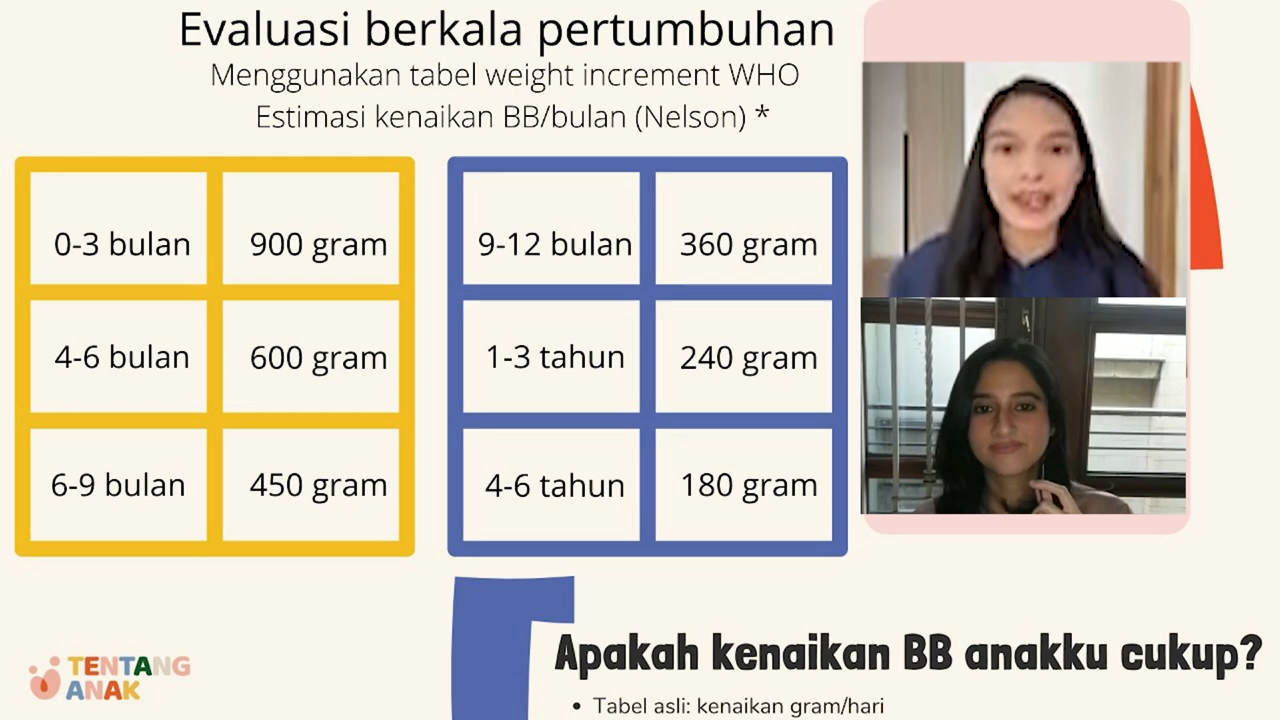 Evaluasi berkala pertumbuhan
Menggunakan tabel weight increment WHO
Estimasi kenaikan BB/bulan (Nelson) *
0-3 bulan 900 gram
4-6 bulan 600 gram
6-9 bulan 450 gram
9-12 bulan 360 gram
1-3 tahun 240 gram
4-6 tahun 180 gram
Apakah kenaikan BB anakku cukup?
• Tabel asli: kenaikan gram/hari
TENTANG
ANAK